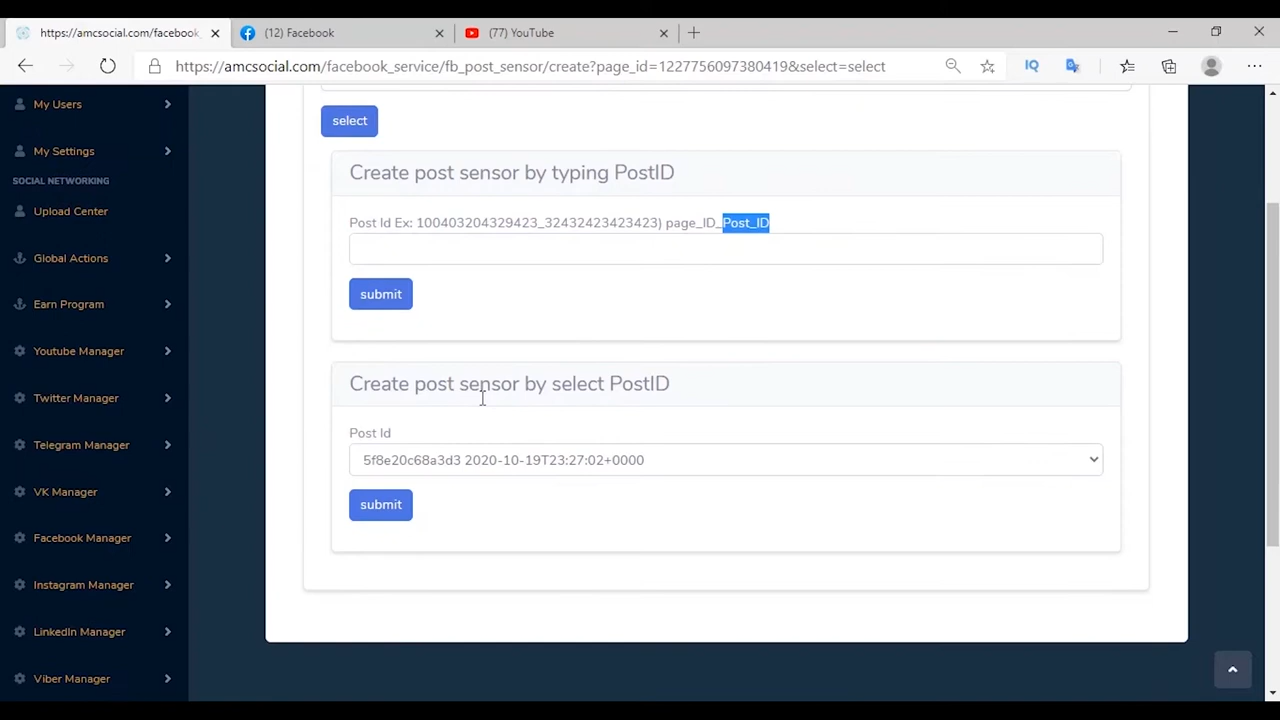 https://amcsocial.com/facebook_
(12) Facebook
(77) YouTube
https://amcsocial.com/facebook_service/fb_post_sensor/create?page_id=1227756097380419&select=select
IQ
My Users
My Settings
SOCIAL NETWORKING
Upload Center
Global Actions
Earn Program
Youtube Manager
Twitter Manager
Telegram Manager
VK Manager
Facebook Manager
Instagram Manager
LinkedIn Manager
Viber Manager
select
Create post sensor by typing PostID
Post Id Ex: 100403204329423_32432423423423) page_ID_Post_ID
submit
Create post sensor by select PostID
Post Id
5f8e20c68a3d3 2020-10-19T23:27:02+0000
submit